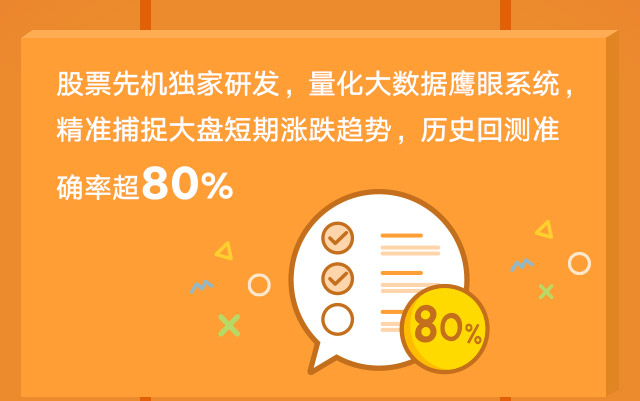 股票先机独家研发，量化大数据鹰眼系统，
精准捕捉大盘短期涨跌趋势，历史回测准
确率超80%
80%